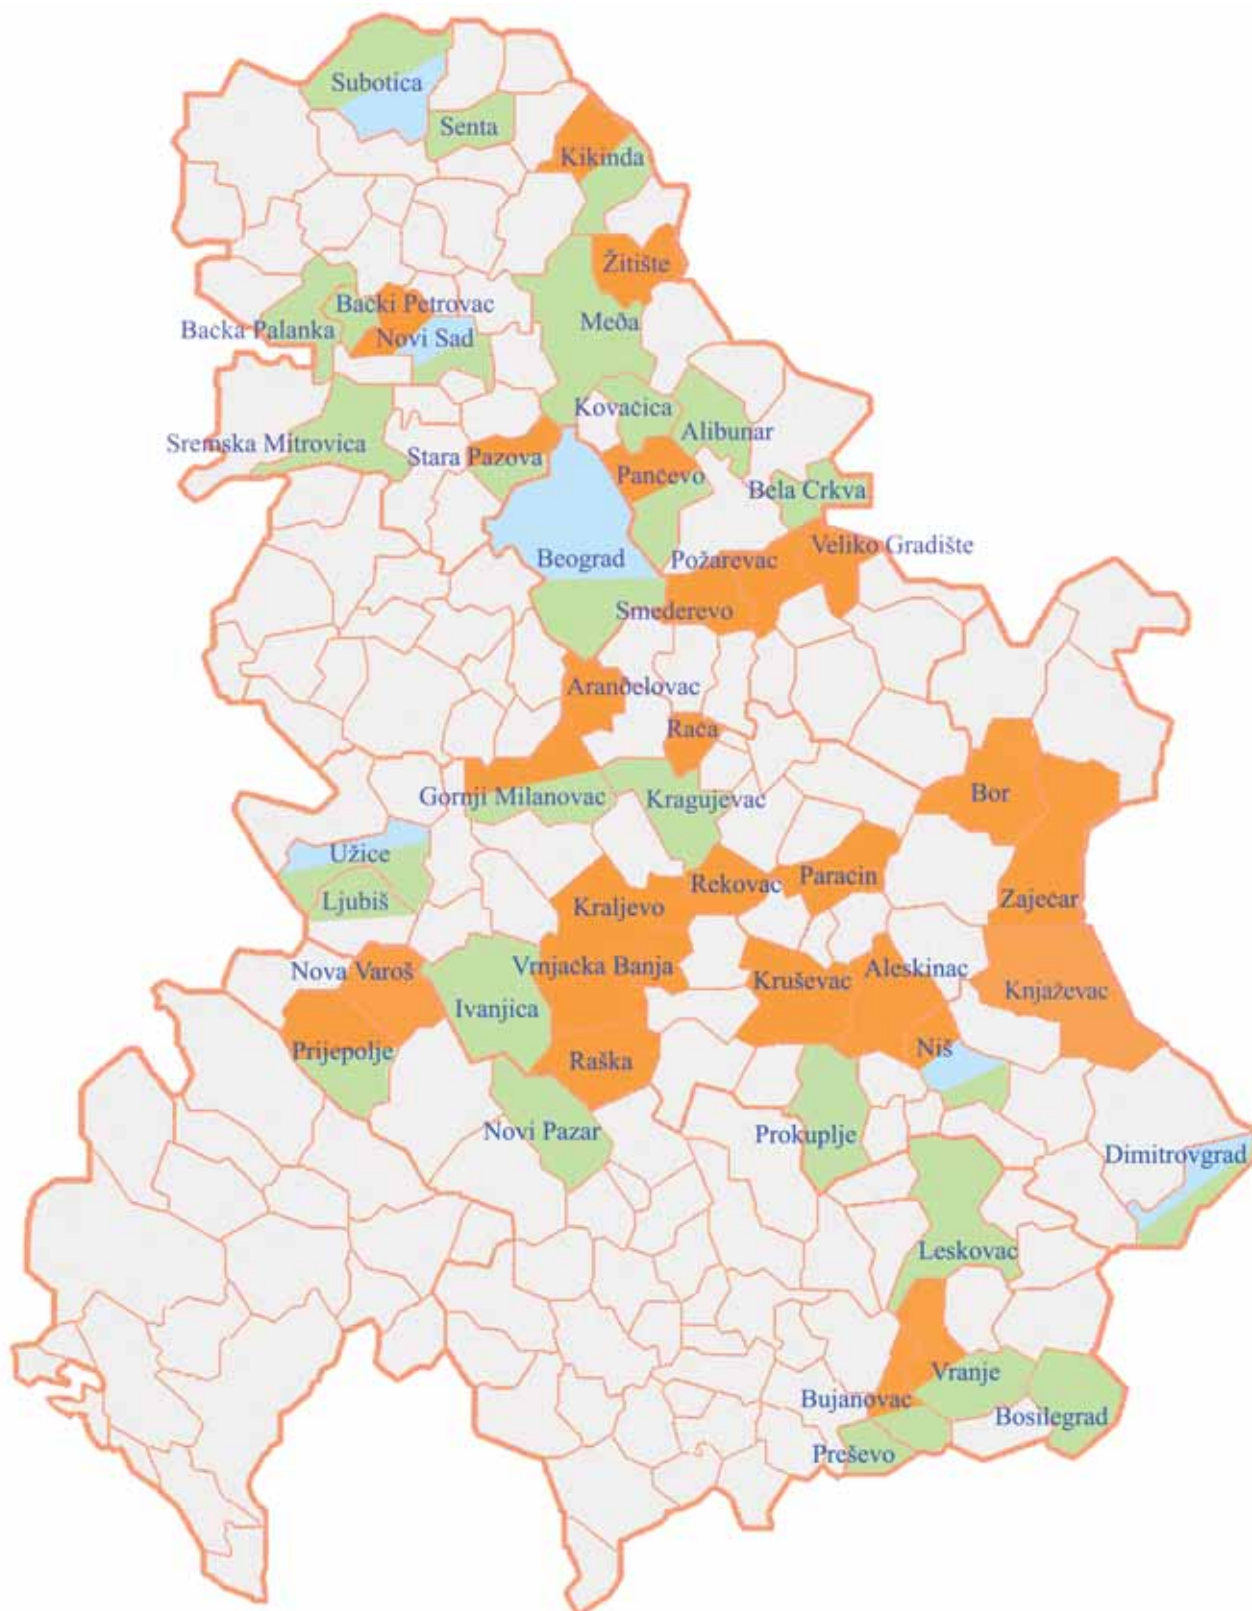 Subotica
Senta
Kikinda
Žitište
Bački Petrovac
Međa
Backa Palanka
Novi Sad
Kovačica
Alibunar
Sremska Mitrovica
Stara Pazova
Pančevo
Bela Crkva
Veliko Gradište
Beograd
Požarevac
Smederevo
Aranđelovac
Rača
Bor
Gornji Milanovac
Kragujevac
Užice
Rekovac
Paracin
Ljubiš
Kraljevo
Zaječar
Nova Varoš
Vrnjačka Banja
Kruševac
Aleskinac
Knjaževac
Ivanjica
Prijepolje
Raška
Niš
Novi Pazar
Prokuplje
Dimitrovgrad
Leskovac
Vranje
Bujanovac
Bosilegrad
Preševo